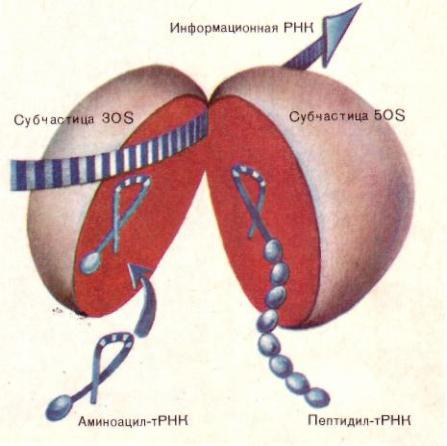 Информационная РНК
Субчастица 30S
Субчастица 50S
Аминоацил-тРНК
Пептидил-тРНК